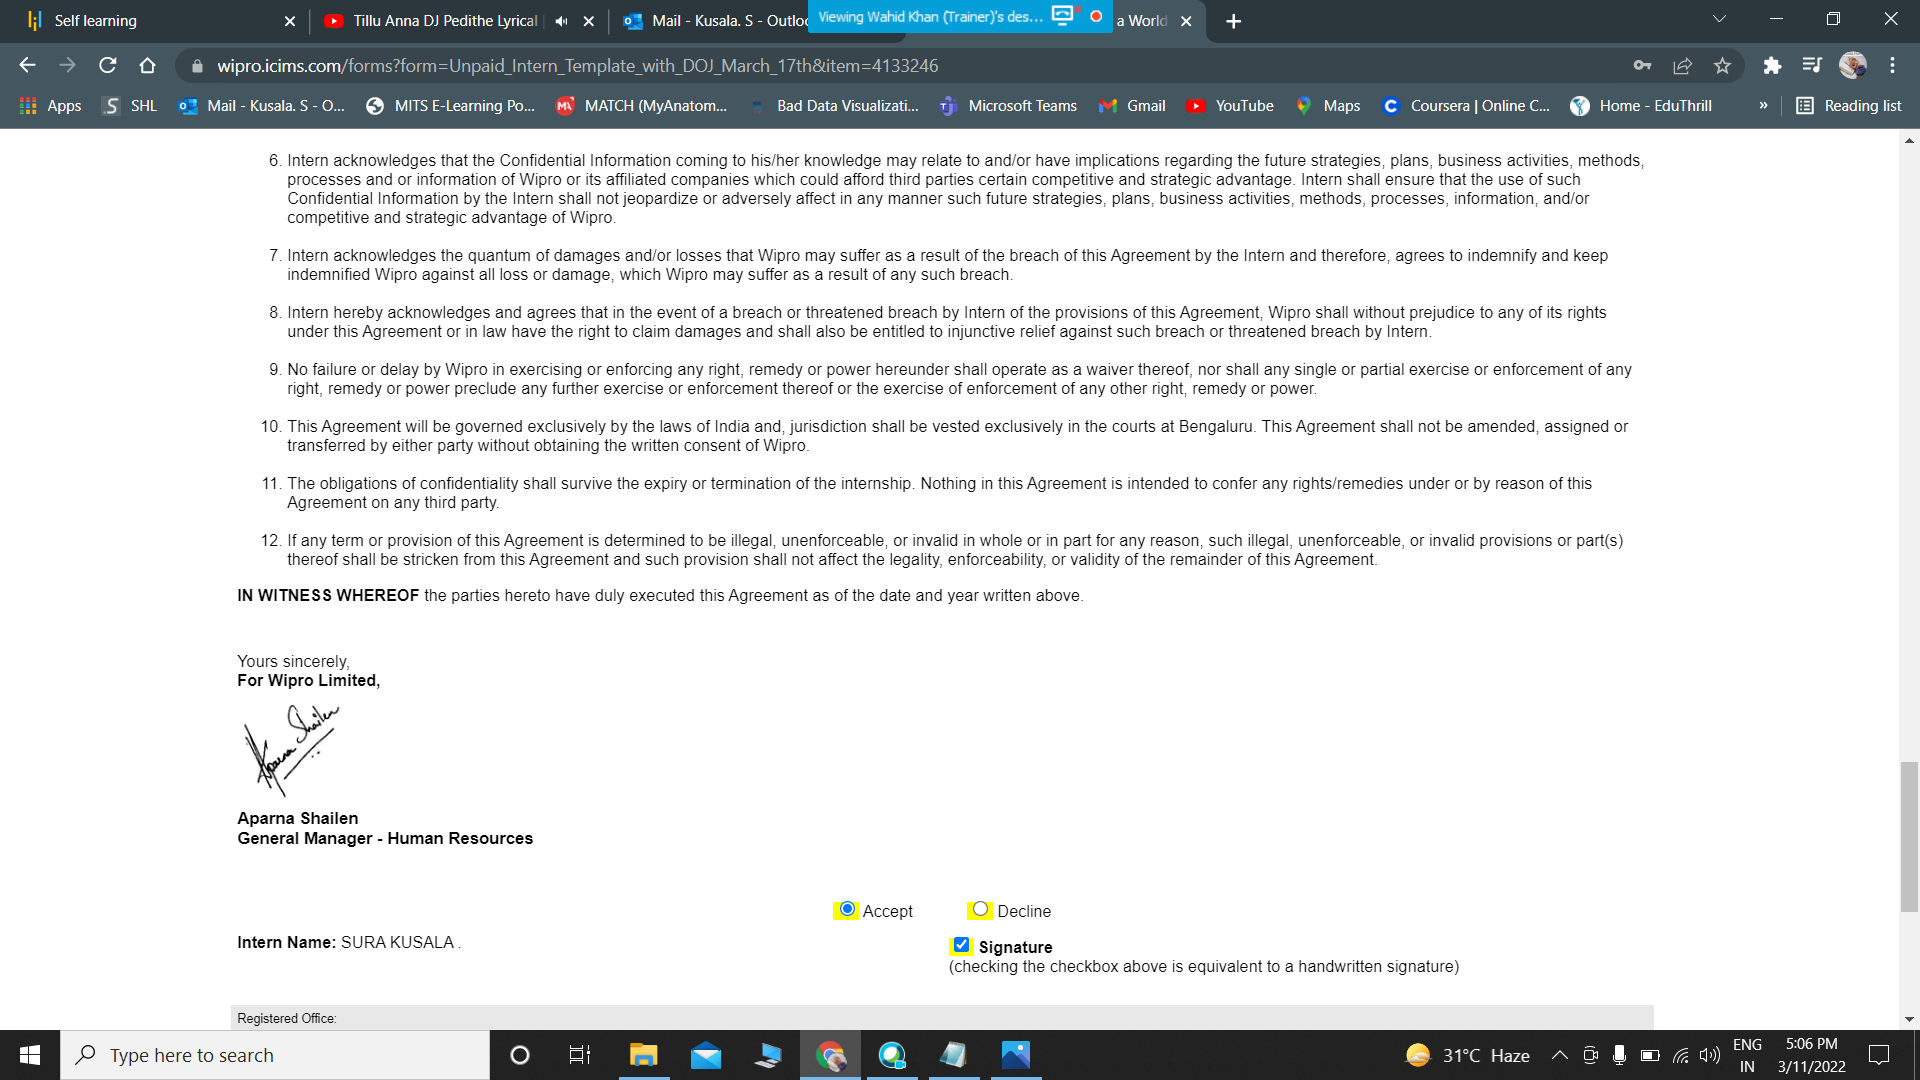 Self learning
Tillu Anna DJ Pedithe Lyrical
Mail - Kusala. S - Outloo
Viewing Wahid Khan (Trainer)'s des...
a World
wipro.icims.com/forms?form=Unpaid_Intern_Template_with_DOJ_March_17th&item=4133246
Apps SHL Mail - Kusala. S - O... MITS E-Learning Po... MATCH (MyAnatom... Bad Data Visualizati... Microsoft Teams Gmail YouTube Maps Coursera | Online C... Home - EduThrill » Reading list
6. Intern acknowledges that the Confidential Information coming to his/her knowledge may relate to and/or have implications regarding the future strategies, plans, business activities, methods,
processes and or information of Wipro or its affiliated companies which could afford third parties certain competitive and strategic advantage. Intern shall ensure that the use of such
Confidential Information by the Intern shall not jeopardize or adversely affect in any manner such future strategies, plans, business activities, methods, processes, information, and/or
competitive and strategic advantage of Wipro.
7. Intern acknowledges the quantum of damages and/or losses that Wipro may suffer as a result of the breach of this Agreement by the Intern and therefore, agrees to indemnify and keep
indemnified Wipro against all loss or damage, which Wipro may suffer as a result of any such breach.
8. Intern hereby acknowledges and agrees that in the event of a breach or threatened breach by Intern of the provisions of this Agreement, Wipro shall without prejudice to any of its rights
under this Agreement or in law have the right to claim damages and shall also be entitled to injunctive relief against such breach or threatened breach by Intern.
9. No failure or delay by Wipro in exercising or enforcing any right, remedy or power hereunder shall operate as a waiver thereof, nor shall any single or partial exercise or enforcement of any
right, remedy or power preclude any further exercise or enforcement thereof or the exercise of enforcement of any other right, remedy or power.
10. This Agreement will be governed exclusively by the laws of India and, jurisdiction shall be vested exclusively in the courts at Bengaluru. This Agreement shall not be amended, assigned or
transferred by either party without obtaining the written consent of Wipro.
11. The obligations of confidentiality shall survive the expiry or termination of the internship. Nothing in this Agreement is intended to confer any rights/remedies under or by reason of this
Agreement on any third party.
12. If any term or provision of this Agreement is determined to be illegal, unenforceable, or invalid in whole or in part for any reason, such illegal, unenforceable, or invalid provisions or part(s)
thereof shall be stricken from this Agreement and such provision shall not affect the legality, enforceability, or validity of the remainder of this Agreement.
IN WITNESS WHEREOF the parties hereto have duly executed this Agreement as of the date and year written above.
Yours sincerely,
For Wipro Limited,
Aparna Shailen
Aparna Shailen
General Manager - Human Resources
Accept Decline
Intern Name: SURA KUSALA .
Signature
(checking the checkbox above is equivalent to a handwritten signature)
Registered Office:
Type here to search
31°C Haze
ENG
IN
5:06 PM
3/11/2022